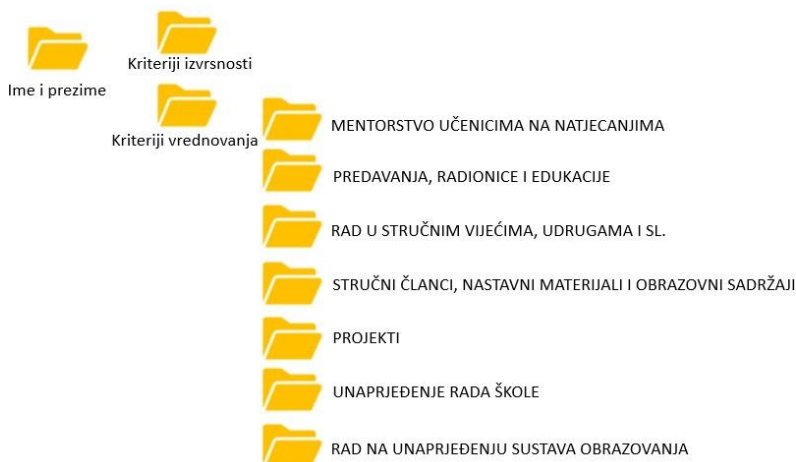 Ime i prezime
Kriteriji izvrsnosti
Kriteriji vrednovanja
MENTORSTVO UČENICIMA NA NATJECANJIMA
PREDAVANJA, RADIONICE I EDUKACIJE
RAD U STRUČNIM VIJEĆIMA, UDRUGAMA I SL.
STRUČNI ČLANCI, NASTAVNI MATERIJALI I OBRAZOVNI SADRŽAJI
PROJEKTI
UNAPRJEĐENJE RADA ŠKOLE
RAD NA UNAPRJEĐENJU SUSTAVA OBRAZOVANJA